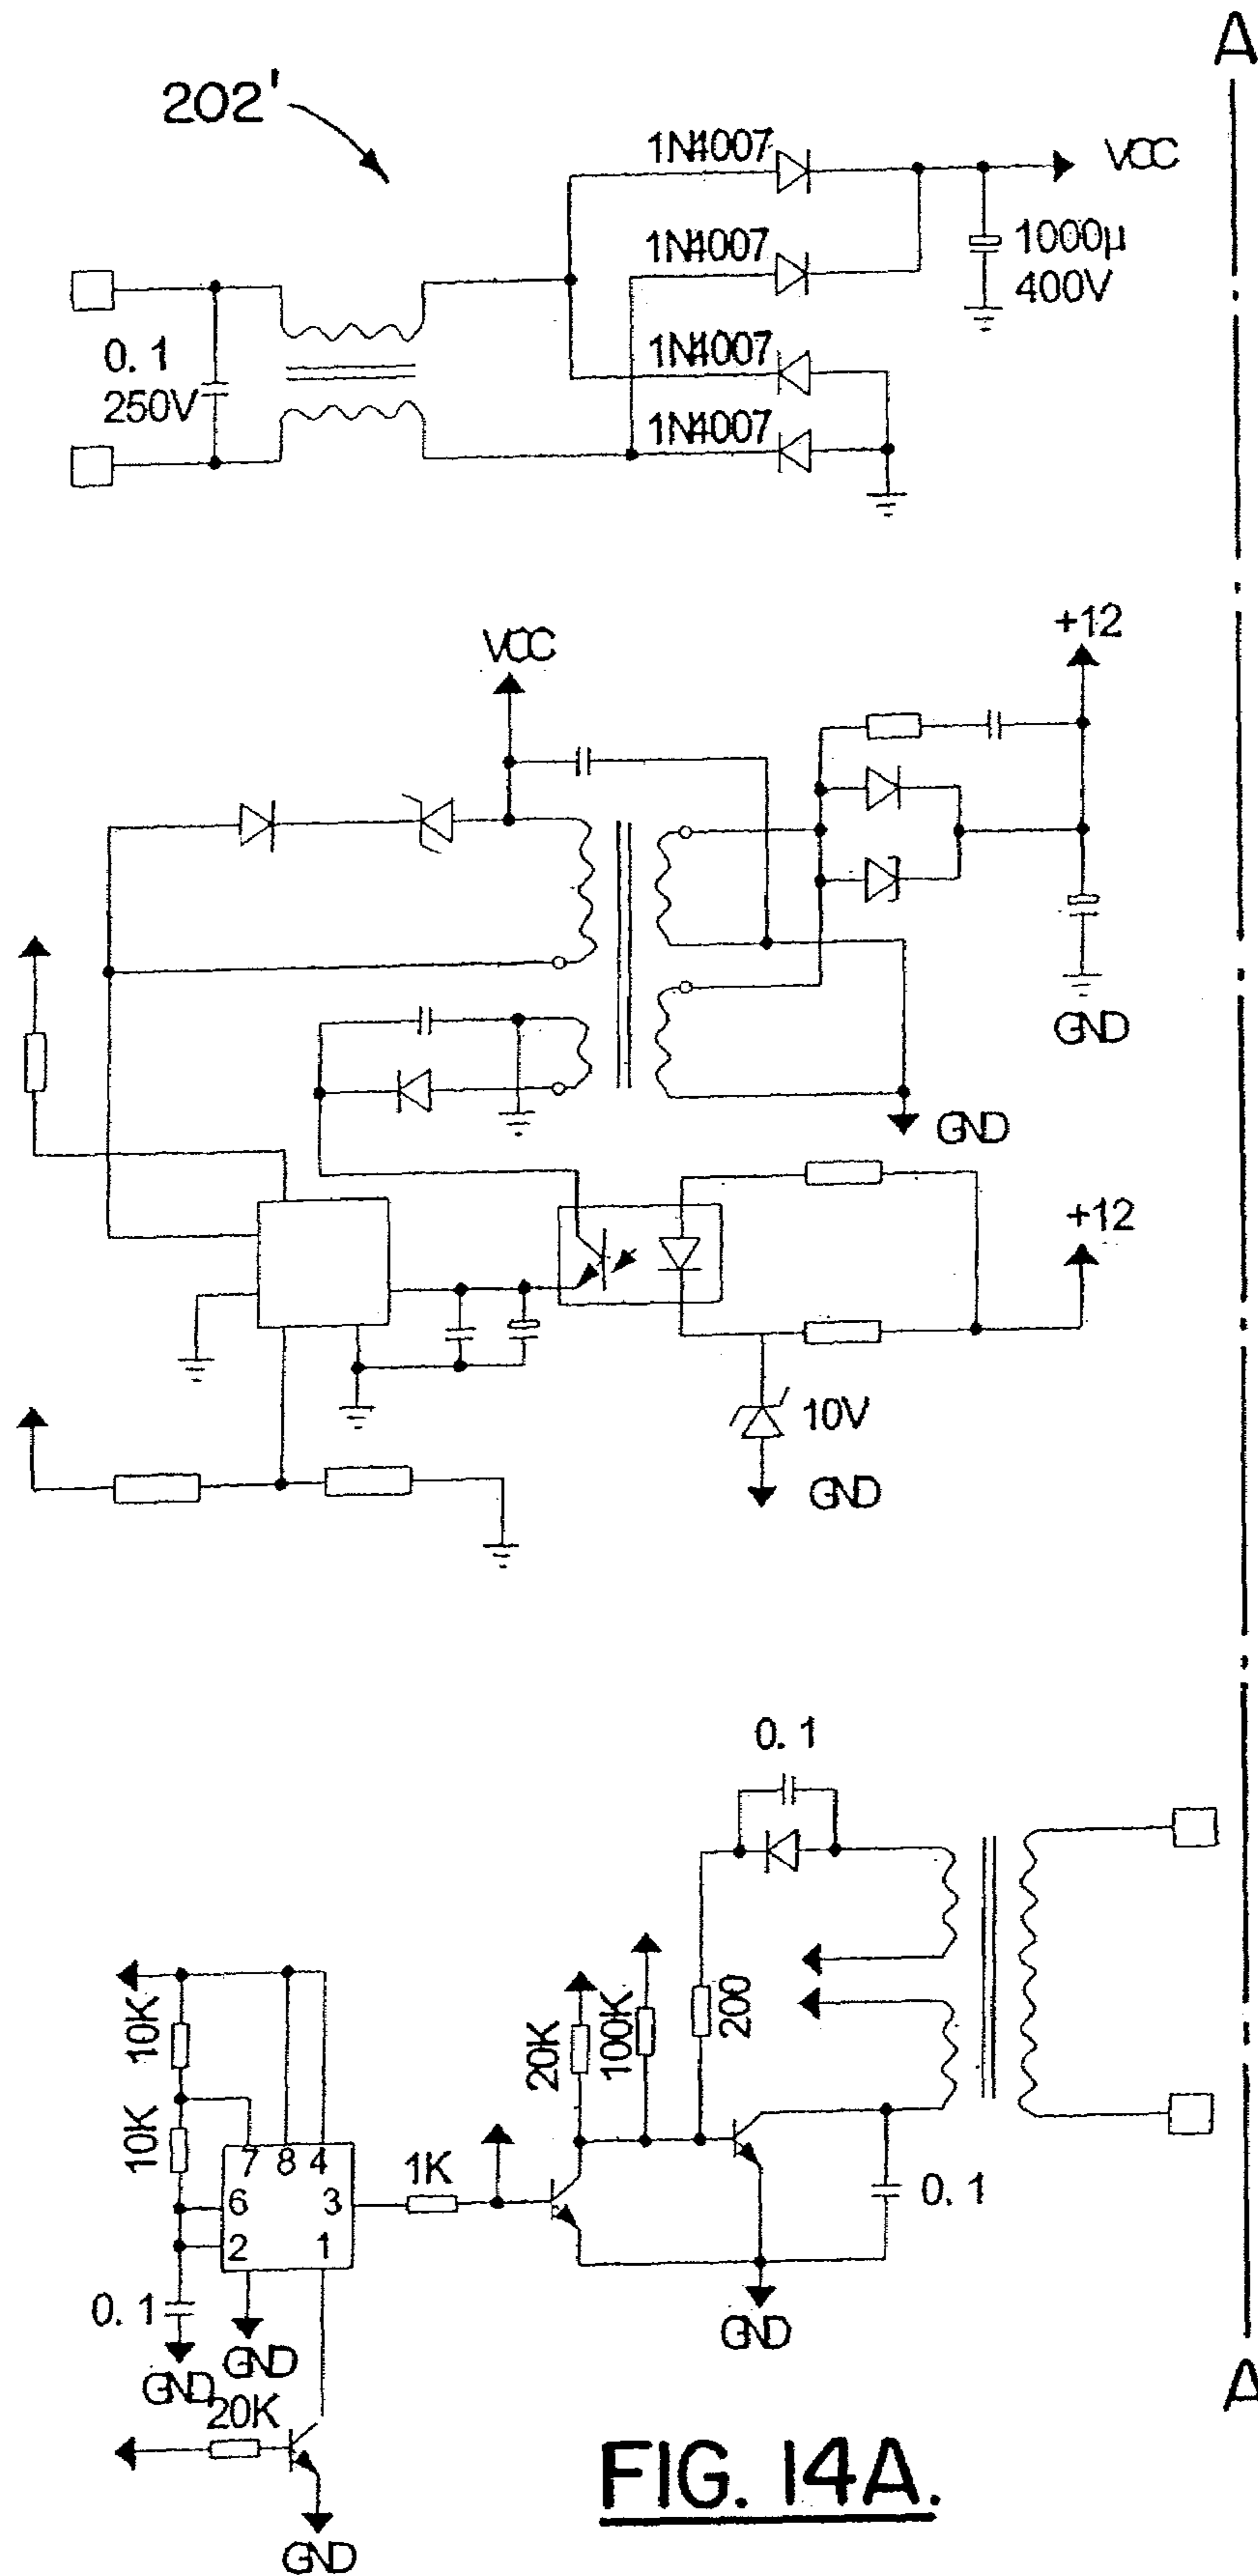 A
202'
1N4007
VCC
1N4007
1000µ
400V
0. 1
250V
1N4007
1N4007
+12
VCC
GND
GND
+12
10V
GND
0. 1
10K
20K
100K
200
10K
7 8 4
1K
6 3
0. 1
2 1
0. 1
GND
GND
GND
20K
A
FIG. 14A.
GND